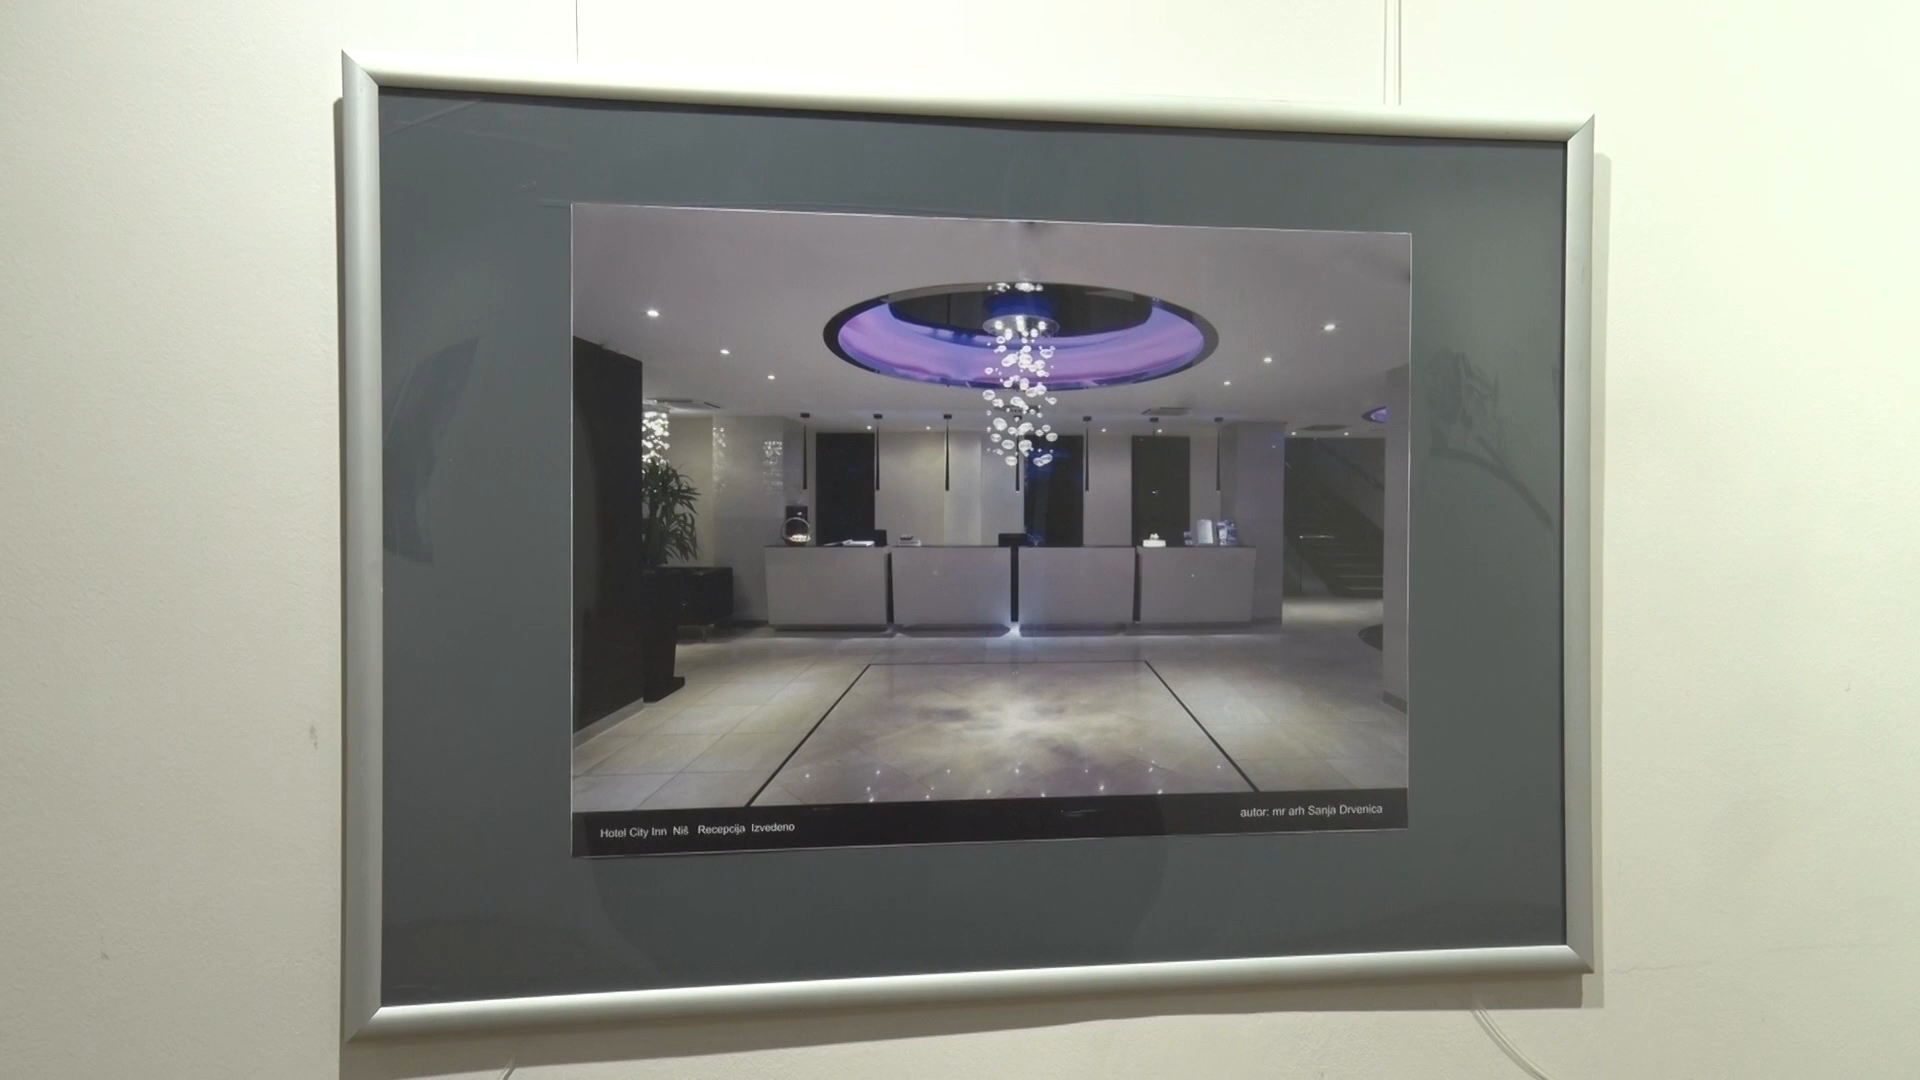 Hotel City Inn Niš Recepcija Izvedeno
autor: mr arh Sanja Drvenica